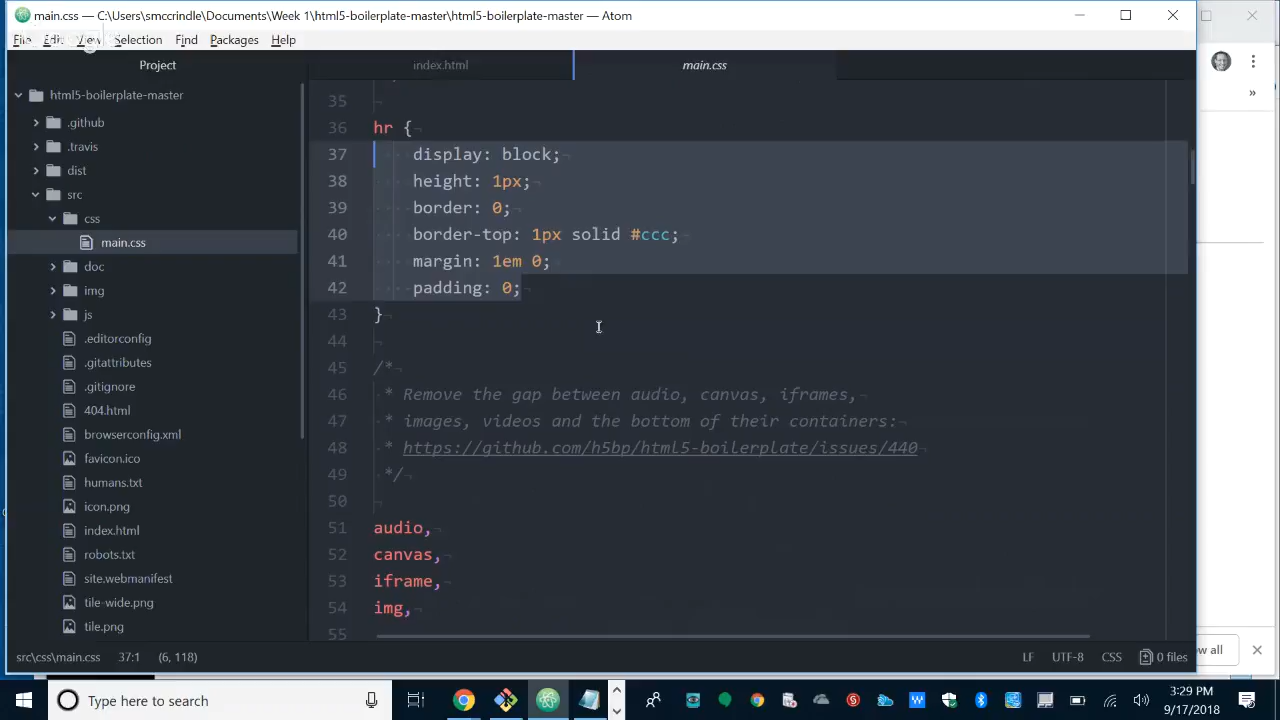 main.css — C:\Users\smccrindle\Documents\Week 1\html5-boilerplate-master\html5-boilerplate-master — Atom
File Edit View Selection Find Packages Help
Project
index.html
main.css
html5-boilerplate-master
.github
.travis
dist
src
css
main.css
doc
img
js
.editorconfig
.gitattributes
.gitignore
404.html
browserconfig.xml
favicon.ico
humans.txt
icon.png
index.html
robots.txt
site.webmanifest
tile-wide.png
tile.png
35
36 hr {
37 display: block;
38 height: 1px;
39 border: 0;
40 border-top: 1px solid #ccc;
41 margin: 1em 0;
42 padding: 0;
43 }
44
45 /*
46 * Remove the gap between audio, canvas, iframes,
47 * images, videos and the bottom of their containers:
48 * https://github.com/h5bp/html5-boilerplate/issues/440
49 */
50
51 audio,
52 canvas,
53 iframe,
54 img,
55
src\css\main.css 37:1 (6, 118) LF UTF-8 CSS 0 files
all
Type here to search
3:29 PM
9/17/2018